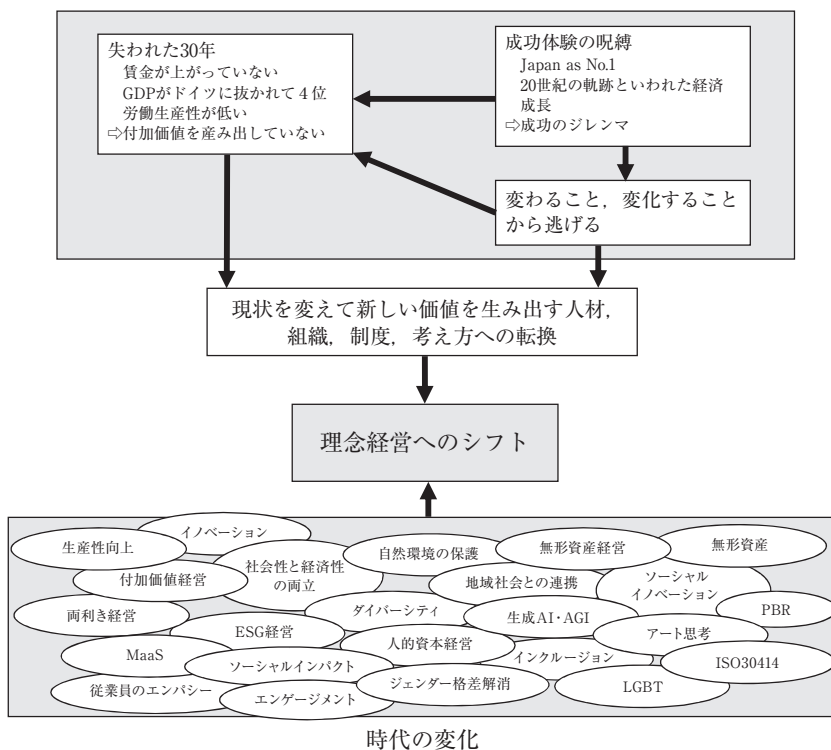 失われた30年
賃金が上がっていない
GDPがドイツに抜かれて４位
労働生産性が低い
⇨付加価値を産み出していない
成功体験の呪縛
Japan as No.1
20世紀の軌跡といわれた経済
成長
⇨成功のジレンマ
変わること，変化すること
から逃げる
現状を変えて新しい価値を生み出す人材，
組織，制度，考え方への転換
理念経営へのシフト
イノベーション
生産性向上
自然環境の保護
無形資産経営
無形資産
付加価値経営
社会性と経済性
の両立
地域社会との連携
ソーシャル
イノベーション
両利き経営
ダイバーシティ
生成AI・AGI
PBR
ESG経営
人的資本経営
アート思考
MaaS
ソーシャルインパクト
インクルージョン
ISO30414
従業員のエンパシー
エンゲージメント
ジェンダー格差解消
LGBT
時代の変化